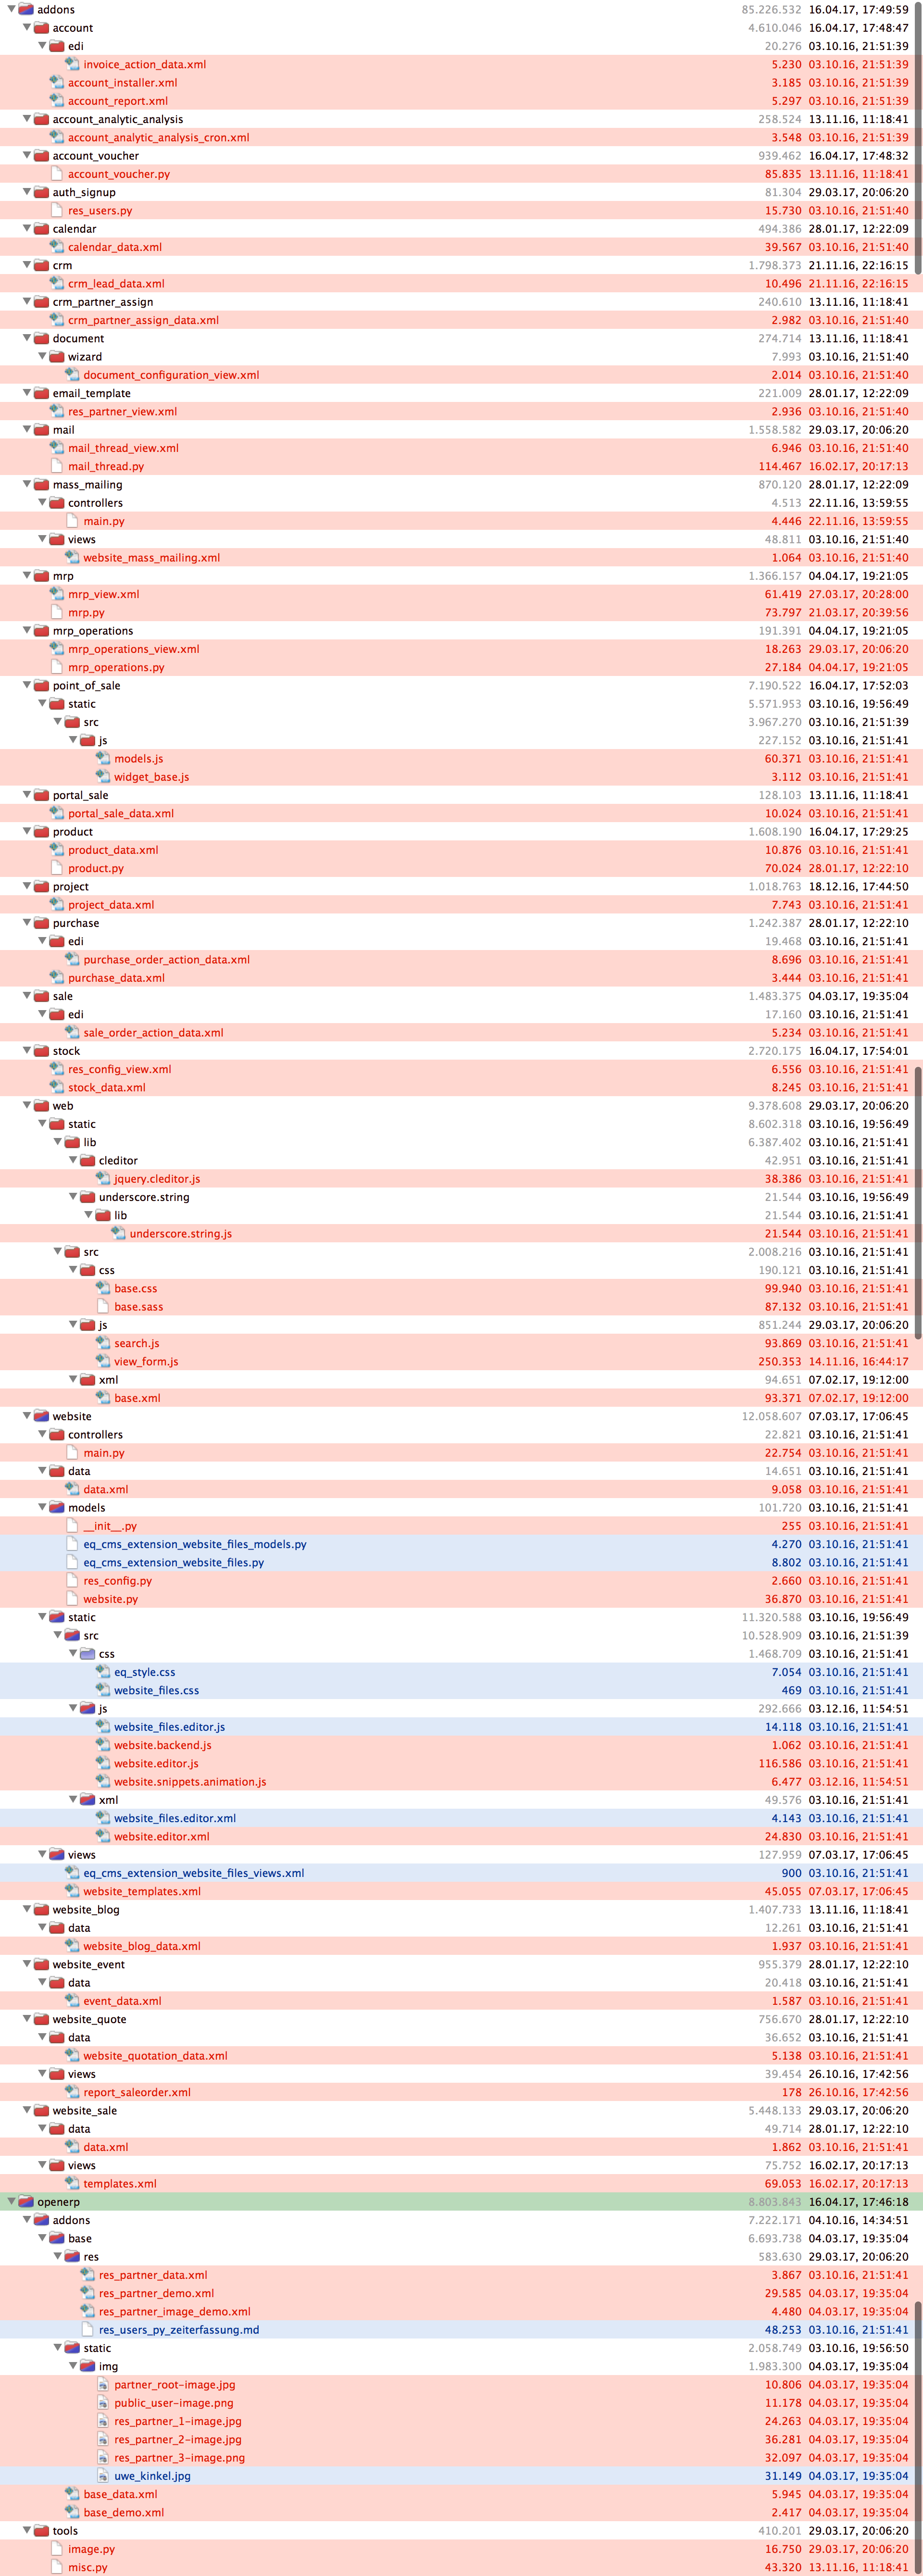 addons 85.226.532 16.04.17, 17:49:59
account 4.610.046 16.04.17, 17:48:47
edi 20.276 03.10.16, 21:51:39
invoice_action_data.xml 5.230 03.10.16, 21:51:39
account_installer.xml 3.185 03.10.16, 21:51:39
account_report.xml 5.297 03.10.16, 21:51:39
account_analytic_analysis 258.524 13.11.16, 11:18:41
account_analytic_analysis_cron.xml 3.548 03.10.16, 21:51:39
account_voucher 939.462 16.04.17, 17:48:32
account_voucher.py 85.835 13.11.16, 11:18:41
auth_signup 81.304 29.03.17, 20:06:20
res_users.py 15.730 03.10.16, 21:51:40
calendar 494.386 28.01.17, 12:22:09
calendar_data.xml 39.567 03.10.16, 21:51:40
crm 1.798.373 21.11.16, 22:16:15
crm_lead_data.xml 10.496 21.11.16, 22:16:15
crm_partner_assign 240.610 13.11.16, 11:18:41
crm_partner_assign_data.xml 2.982 03.10.16, 21:51:40
document 274.714 13.11.16, 11:18:41
wizard 7.993 03.10.16, 21:51:40
document_configuration_view.xml 2.014 03.10.16, 21:51:40
email_template 221.009 28.01.17, 12:22:09
res_partner_view.xml 2.936 03.10.16, 21:51:40
mail 1.558.582 29.03.17, 20:06:20
mail_thread_view.xml 6.946 03.10.16, 21:51:40
mail_thread.py 114.467 16.02.17, 20:17:13
mass_mailing 870.120 28.01.17, 12:22:09
controllers 4.513 22.11.16, 13:59:55
main.py 4.446 22.11.16, 13:59:55
views 48.811 03.10.16, 21:51:40
website_mass_mailing.xml 1.064 03.10.16, 21:51:40
mrp 1.366.157 04.04.17, 19:21:05
mrp_view.xml 61.419 27.03.17, 20:28:00
mrp.py 73.797 21.03.17, 20:39:56
mrp_operations 191.391 04.04.17, 19:21:05
mrp_operations_view.xml 18.263 29.03.17, 20:06:20
mrp_operations.py 27.184 04.04.17, 19:21:05
point_of_sale 7.190.522 16.04.17, 17:52:03
static 5.571.953 03.10.16, 19:56:49
src 3.967.270 03.10.16, 21:51:39
js 227.152 03.10.16, 21:51:41
models.js 60.371 03.10.16, 21:51:41
widget_base.js 3.112 03.10.16, 21:51:41
portal_sale 128.103 13.11.16, 11:18:41
portal_sale_data.xml 10.024 03.10.16, 21:51:41
product 1.608.190 16.04.17, 17:29:25
product_data.xml 10.876 03.10.16, 21:51:41
product.py 70.024 28.01.17, 12:22:10
project 1.018.763 18.12.16, 17:44:50
project_data.xml 7.743 03.10.16, 21:51:41
purchase 1.242.387 28.01.17, 12:22:10
edi 19.468 03.10.16, 21:51:41
purchase_order_action_data.xml 8.696 03.10.16, 21:51:41
purchase_data.xml 3.444 03.10.16, 21:51:41
sale 1.483.375 04.03.17, 19:35:04
edi 17.160 03.10.16, 21:51:41
sale_order_action_data.xml 5.234 03.10.16, 21:51:41
stock 2.720.175 16.04.17, 17:54:01
res_config_view.xml 6.556 03.10.16, 21:51:41
stock_data.xml 8.245 03.10.16, 21:51:41
web 9.378.608 29.03.17, 20:06:20
static 8.602.318 03.10.16, 19:56:49
lib 6.387.402 03.10.16, 21:51:41
cleditor 42.951 03.10.16, 21:51:41
jquery.cleditor.js 38.386 03.10.16, 21:51:41
underscore.string 21.544 03.10.16, 19:56:49
lib 21.544 03.10.16, 21:51:41
underscore.string.js 21.544 03.10.16, 21:51:41
src 2.008.216 03.10.16, 21:51:41
css 190.121 03.10.16, 21:51:41
base.css 99.940 03.10.16, 21:51:41
base.sass 87.132 03.10.16, 21:51:41
js 851.244 29.03.17, 20:06:20
search.js 93.869 03.10.16, 21:51:41
view_form.js 250.353 14.11.16, 16:44:17
xml 94.651 07.02.17, 19:12:00
base.xml 93.371 07.02.17, 19:12:00
website 12.058.607 07.03.17, 17:06:45
controllers 22.821 03.10.16, 21:51:41
main.py 22.754 03.10.16, 21:51:41
data 14.651 03.10.16, 21:51:41
data.xml 9.058 03.10.16, 21:51:41
models 101.720 03.10.16, 21:51:41
__init__.py 255 03.10.16, 21:51:41
eq_cms_extension_website_files_models.py 4.270 03.10.16, 21:51:41
eq_cms_extension_website_files.py 8.802 03.10.16, 21:51:41
res_config.py 2.660 03.10.16, 21:51:41
website.py 36.870 03.10.16, 21:51:41
static 11.320.588 03.10.16, 19:56:49
src 10.528.909 03.10.16, 21:51:39
css 1.468.709 03.10.16, 21:51:41
eq_style.css 7.054 03.10.16, 21:51:41
website_files.css 469 03.10.16, 21:51:41
js 292.666 03.12.16, 11:54:51
website_files.editor.js 14.118 03.10.16, 21:51:41
website.backend.js 1.062 03.10.16, 21:51:41
website.editor.js 116.586 03.10.16, 21:51:41
website.snippets.animation.js 6.477 03.12.16, 11:54:51
xml 49.576 03.10.16, 21:51:41
website_files.editor.xml 4.143 03.10.16, 21:51:41
website.editor.xml 24.830 03.10.16, 21:51:41
views 127.959 07.03.17, 17:06:45
eq_cms_extension_website_files_views.xml 900 03.10.16, 21:51:41
website_templates.xml 45.055 07.03.17, 17:06:45
website_blog 1.407.733 13.11.16, 11:18:41
data 12.261 03.10.16, 21:51:41
website_blog_data.xml 1.937 03.10.16, 21:51:41
website_event 955.379 28.01.17, 12:22:10
data 20.418 03.10.16, 21:51:41
event_data.xml 1.587 03.10.16, 21:51:41
website_quote 756.670 28.01.17, 12:22:10
data 36.652 03.10.16, 21:51:41
website_quotation_data.xml 5.138 03.10.16, 21:51:41
views 39.454 26.10.16, 17:42:56
report_saleorder.xml 178 26.10.16, 17:42:56
website_sale 5.448.133 29.03.17, 20:06:20
data 49.714 28.01.17, 12:22:10
data.xml 1.862 03.10.16, 21:51:41
views 75.752 16.02.17, 20:17:13
templates.xml 69.053 16.02.17, 20:17:13
openerp 8.803.843 16.04.17, 17:46:18
addons 7.222.171 04.10.16, 14:34:51
base 6.693.738 04.03.17, 19:35:04
res 583.630 29.03.17, 20:06:20
res_partner_data.xml 3.867 03.10.16, 21:51:41
res_partner_demo.xml 29.585 04.03.17, 19:35:04
res_partner_image_demo.xml 4.480 04.03.17, 19:35:04
res_users_py_zeiterfassung.md 48.253 03.10.16, 21:51:41
static 2.058.749 03.10.16, 19:56:50
img 1.983.300 04.03.17, 19:35:04
partner_root-image.jpg 10.806 04.03.17, 19:35:04
public_user-image.png 11.178 04.03.17, 19:35:04
res_partner_1-image.jpg 24.263 04.03.17, 19:35:04
res_partner_2-image.jpg 36.281 04.03.17, 19:35:04
res_partner_3-image.png 32.097 04.03.17, 19:35:04
uwe_kinkel.jpg 31.149 04.03.17, 19:35:04
base_data.xml 5.945 04.03.17, 19:35:04
base_demo.xml 2.417 04.03.17, 19:35:04
tools 410.201 29.03.17, 20:06:20
image.py 16.750 29.03.17, 20:06:20
misc.py 43.320 13.11.16, 11:18:41